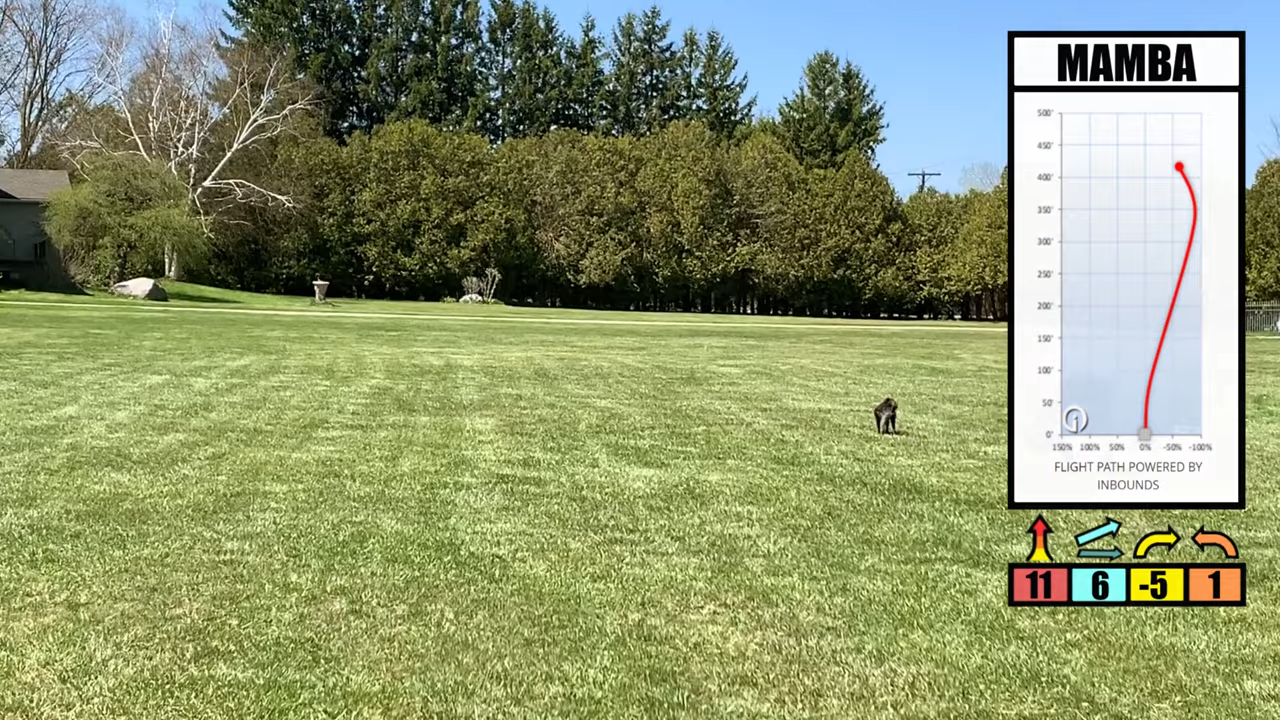 MAMBA
500'
450'
400'
350'
300'
250'
200'
150'
100'
50'
0'
150% 100% 50% 0% -50% -100%
FLIGHT PATH POWERED BY
INBOUNDS
11 6 -5 1